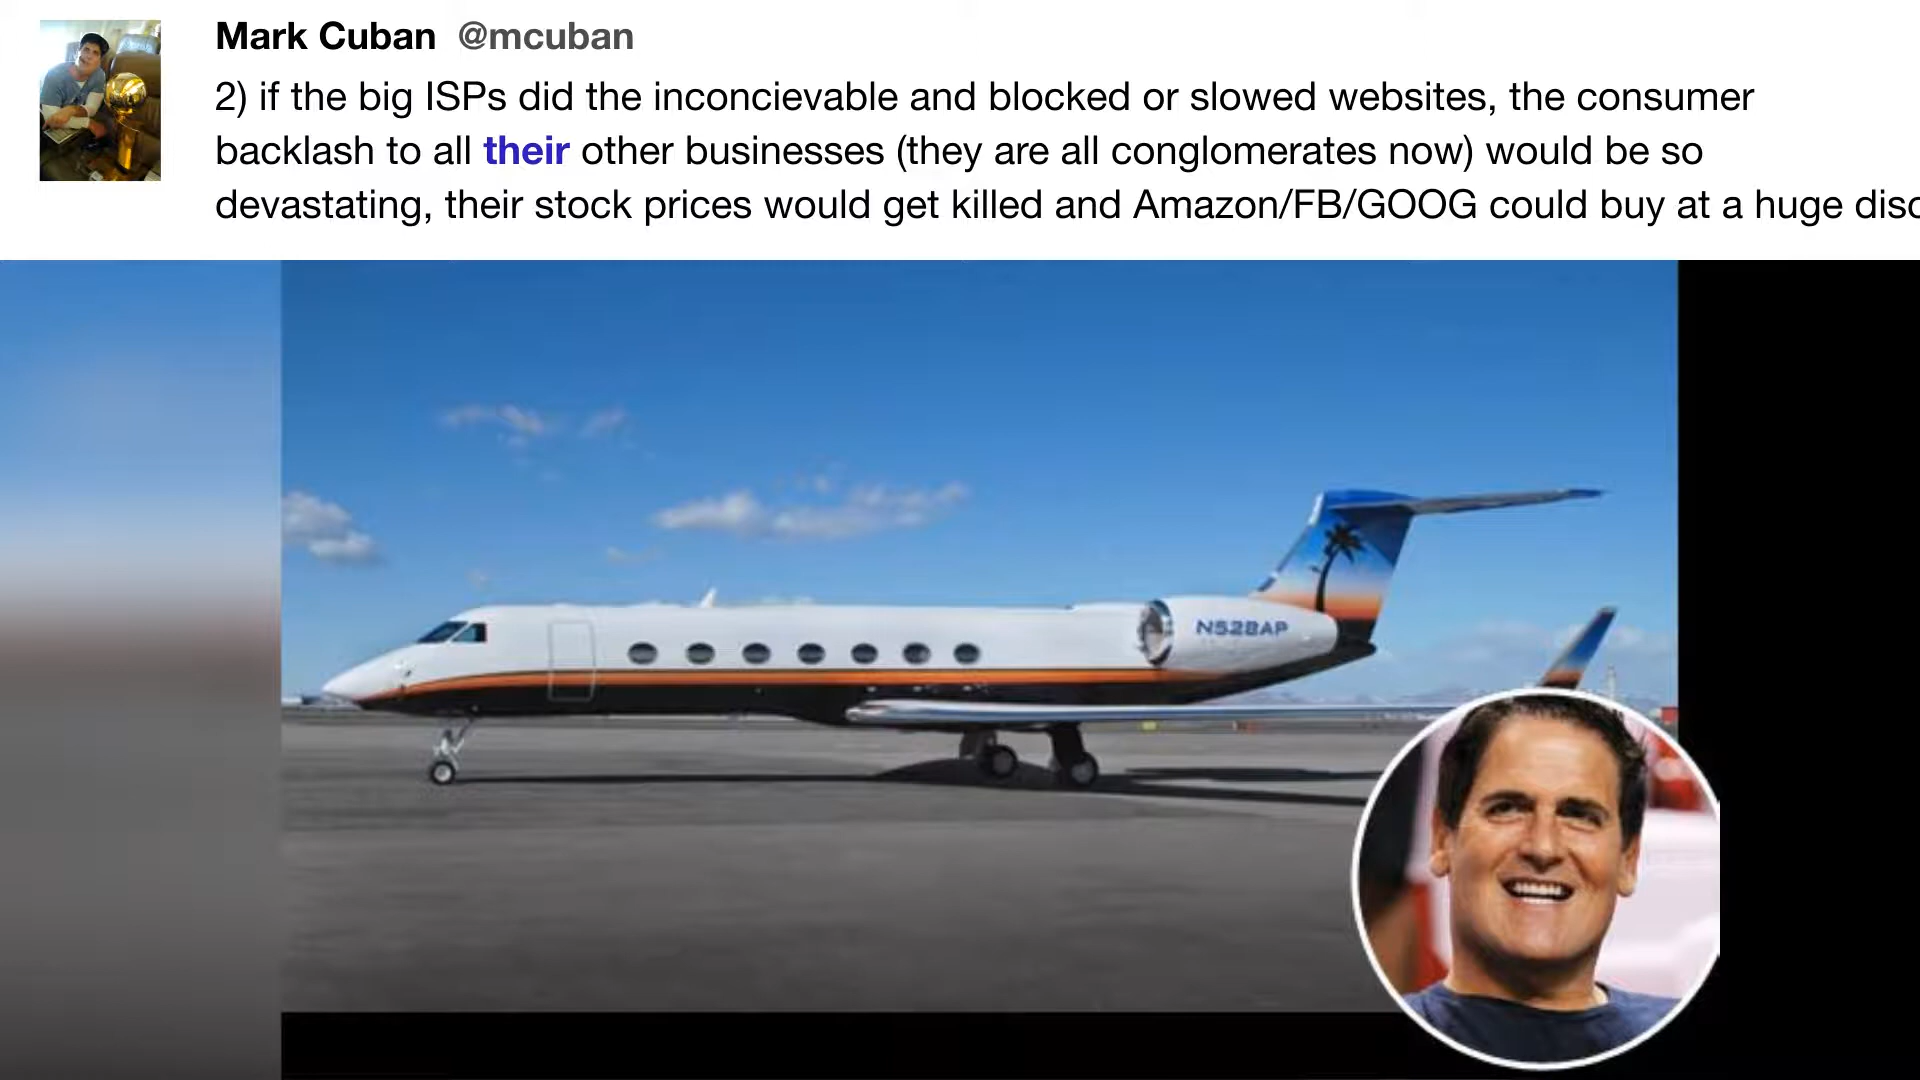 Mark Cuban @mcuban
2) if the big ISPs did the inconcievable and blocked or slowed websites, the consumer
backlash to all their other businesses (they are all conglomerates now) would be so
devastating, their stock prices would get killed and Amazon/FB/GOOG could buy at a huge disc
N528AP